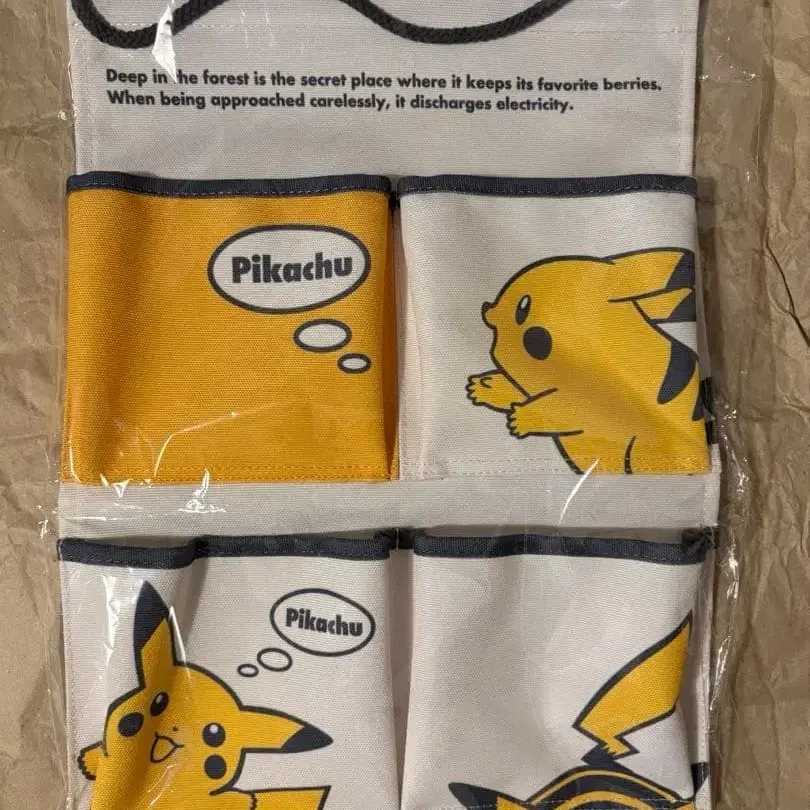 Deep in the forest is the secret place where it keeps its favorite berries.
When being approached carelessly, it discharges electricity.
Pikachu
Pikachu